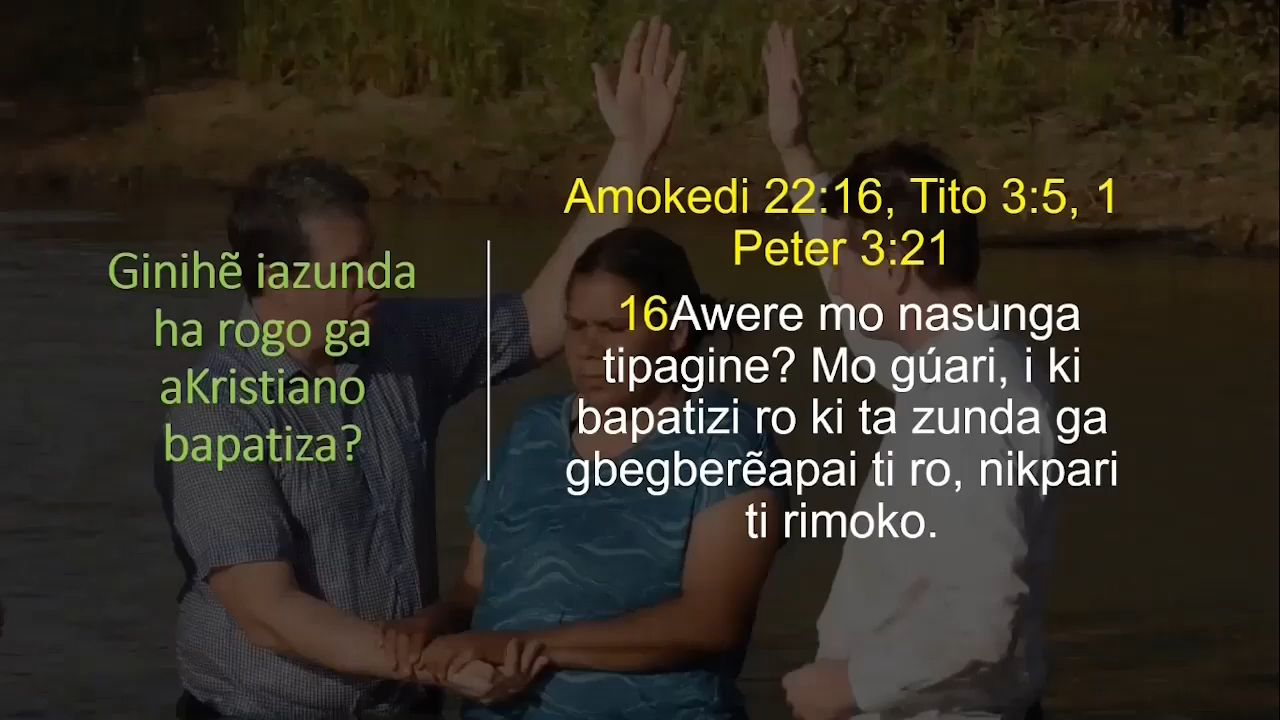 Ginihẽ iazunda
ha rogo ga
aKristiano
bapatiza?
Amokedi 22:16, Tito 3:5, 1
Peter 3:21
16Awere mo nasunga
tipagine? Mo gúari, i ki
bapatizi ro ki ta zunda ga
gbegberẽapai ti ro, nikpari
ti rimoko.